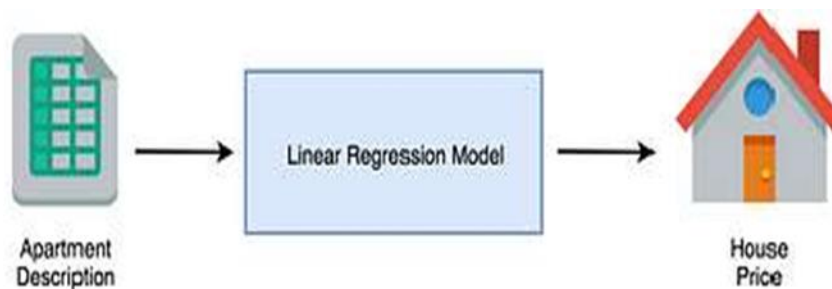 Linear Regression Model
Apartment
Description
House
Price